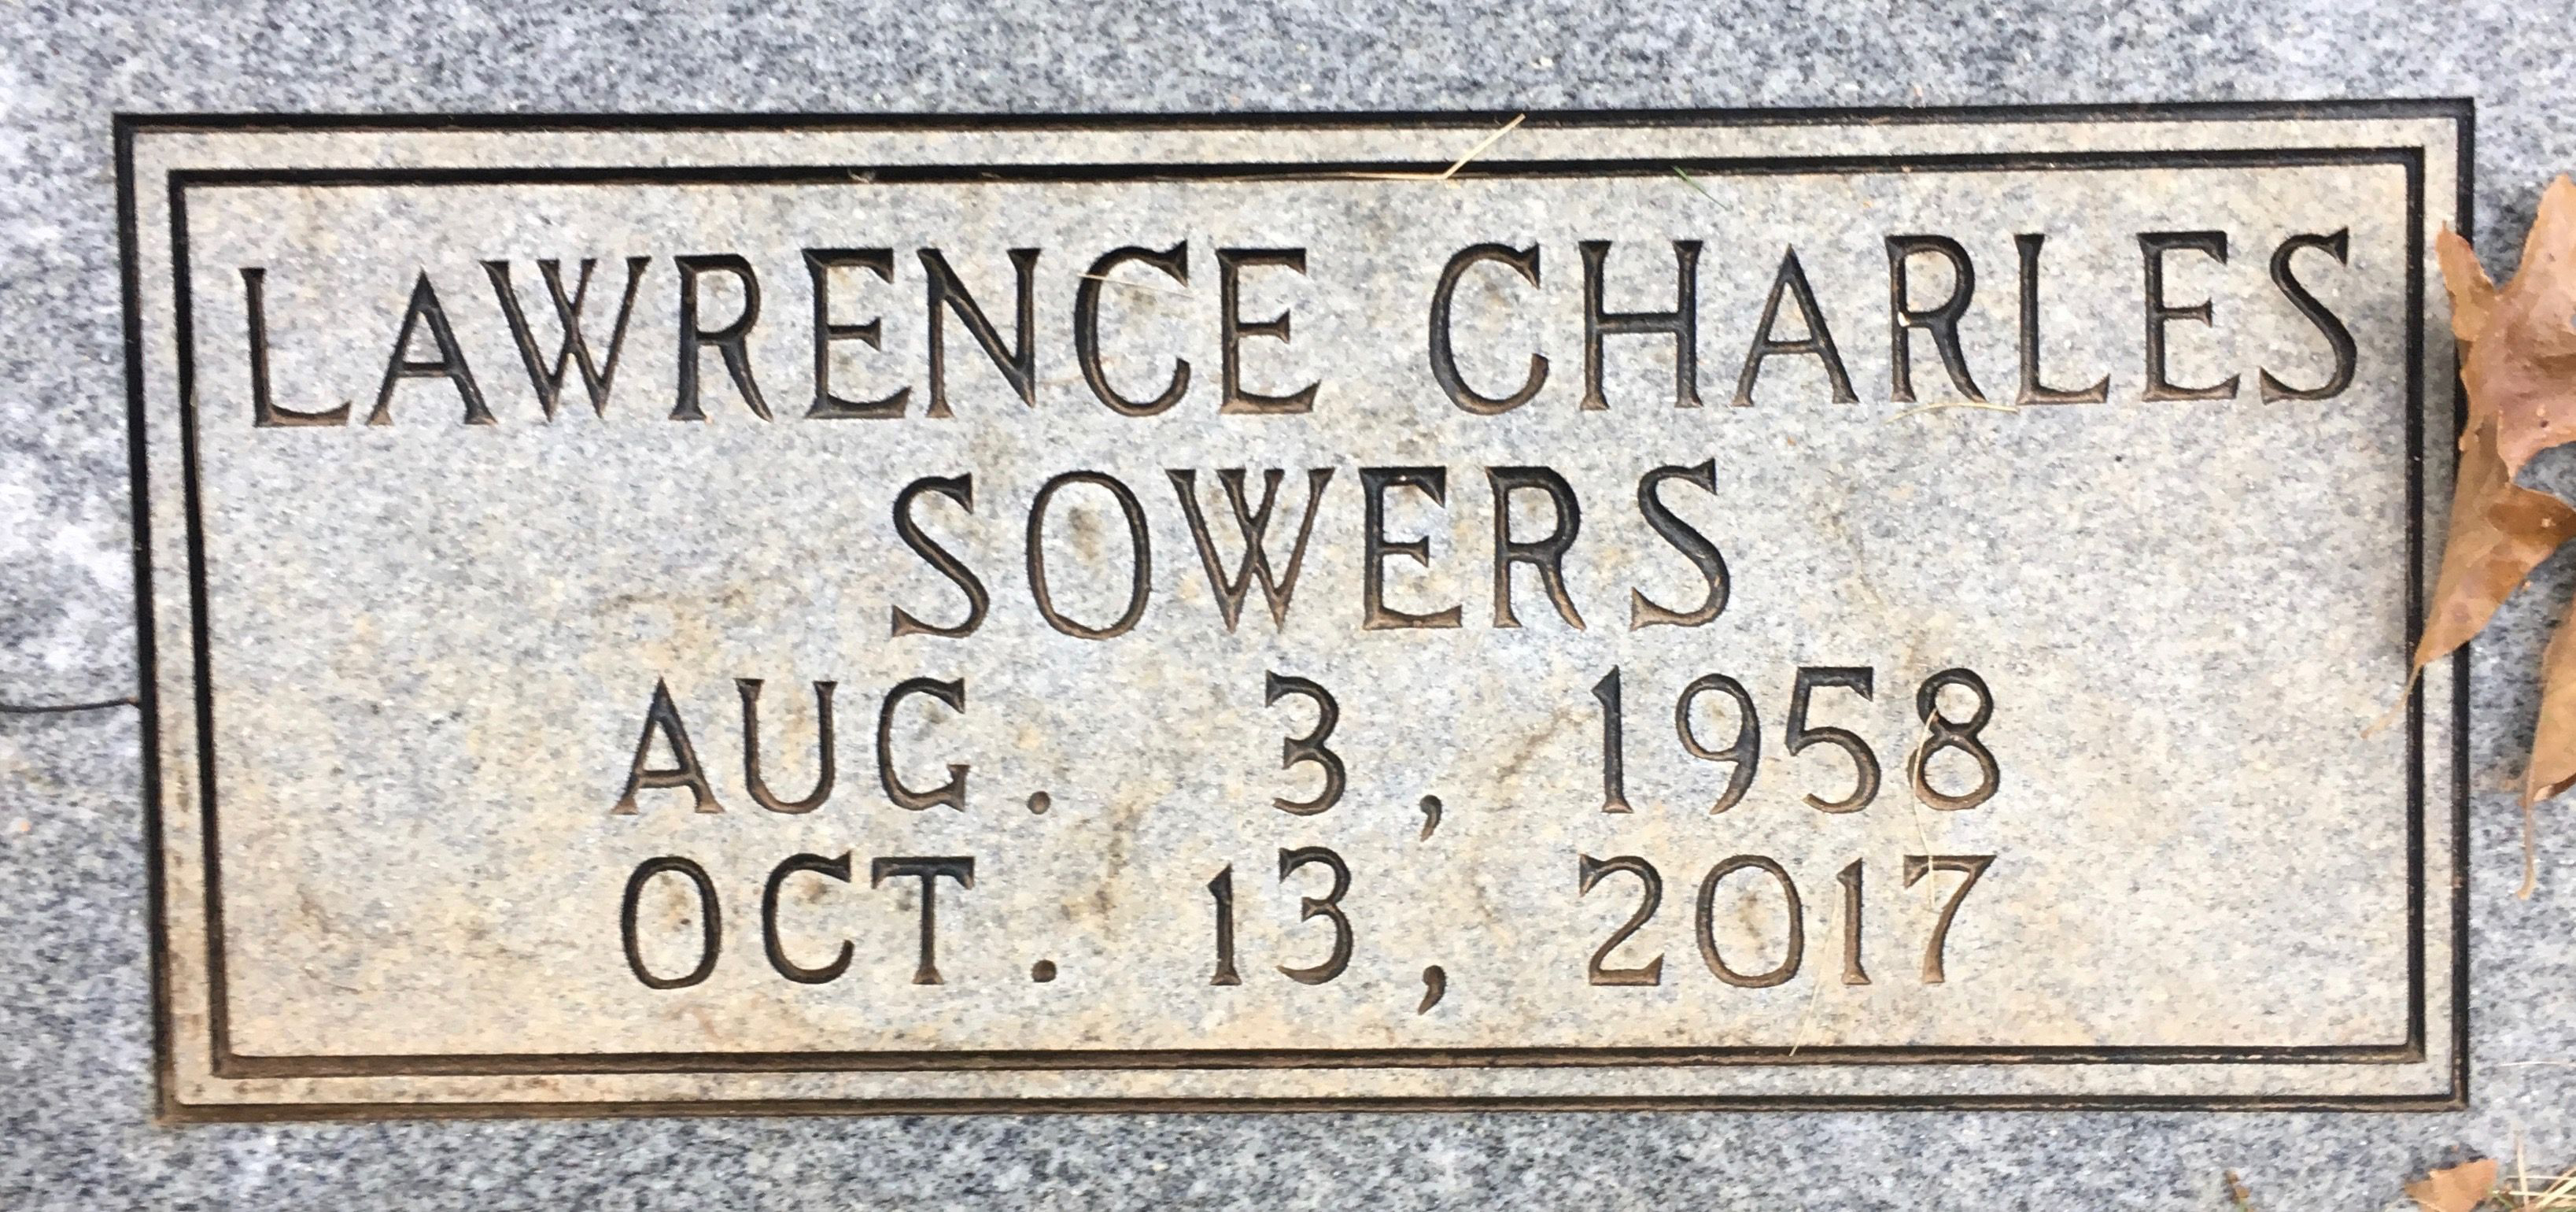 LAWRENCE CHARLES
SOWERS
AUG. 3, 1958
OCT. 13, 2017